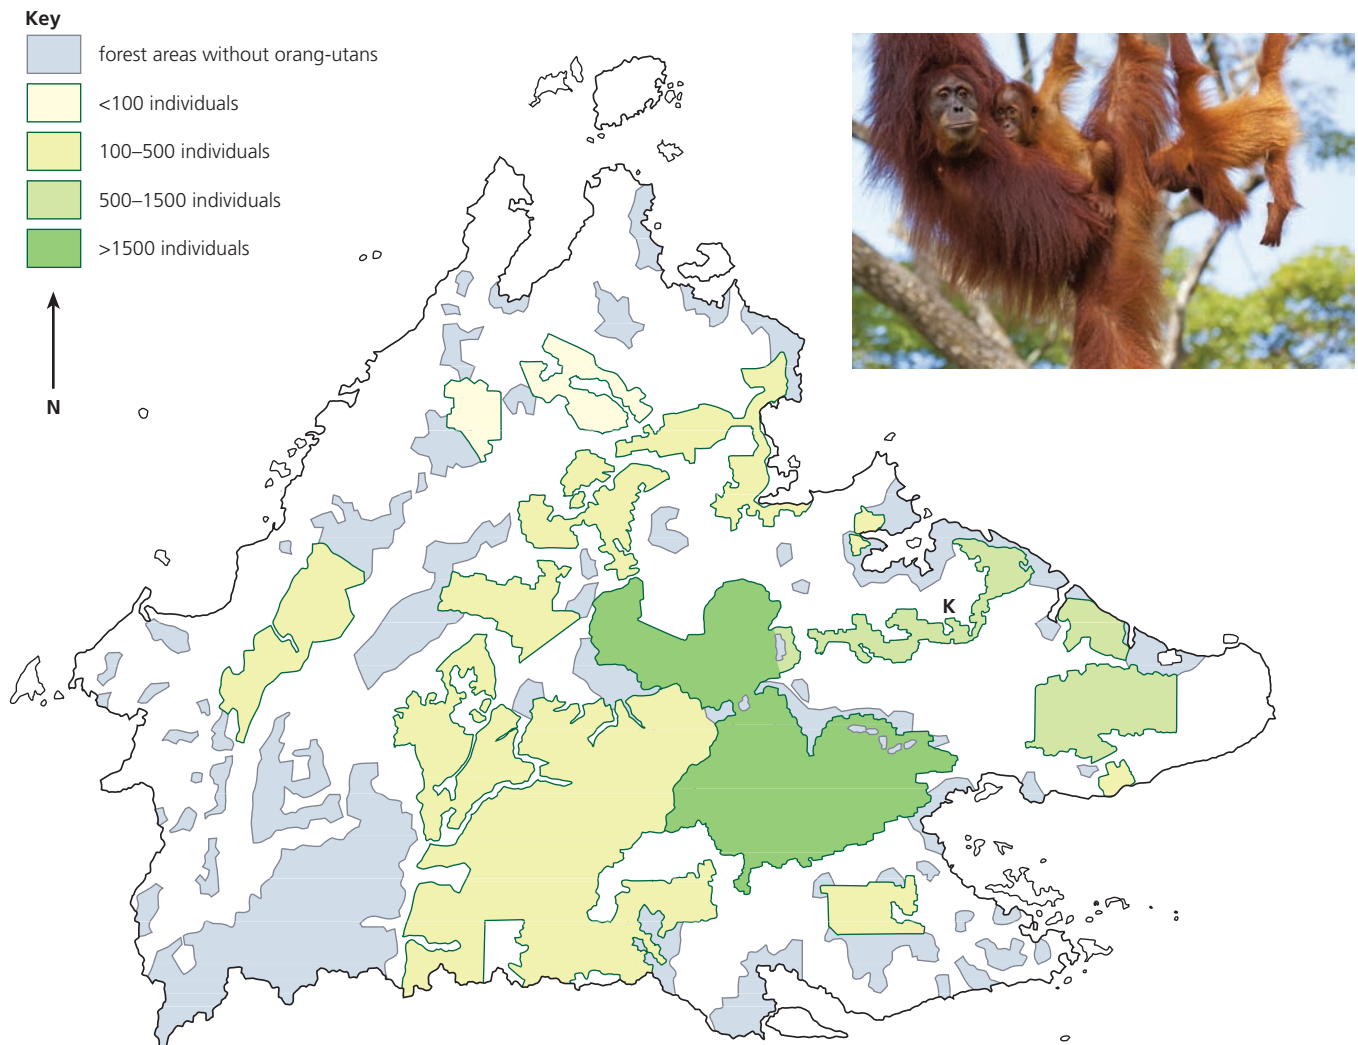 Key
forest areas without orang-utans
<100 individuals
100–500 individuals
500–1500 individuals
>1500 individuals
N
K